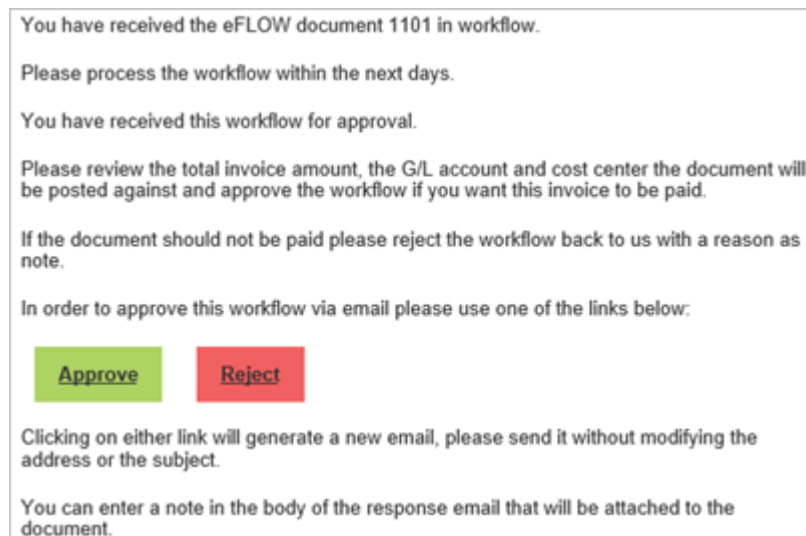 You have received the eFLOW document 1101 in workflow.
Please process the workflow within the next days.
You have received this workflow for approval.
Please review the total invoice amount, the G/L account and cost center the document will
be posted against and approve the workflow if you want this invoice to be paid.
If the document should not be paid please reject the workflow back to us with a reason as
note.
In order to approve this workflow via email please use one of the links below:
Approve Reject
Clicking on either link will generate a new email, please send it without modifying the
address or the subject.
You can enter a note in the body of the response email that will be attached to the
document.